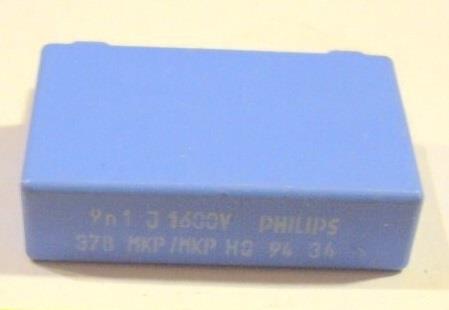 9n1 J 1600V PHILIPS
378 MKP/MKP HQ 94 34